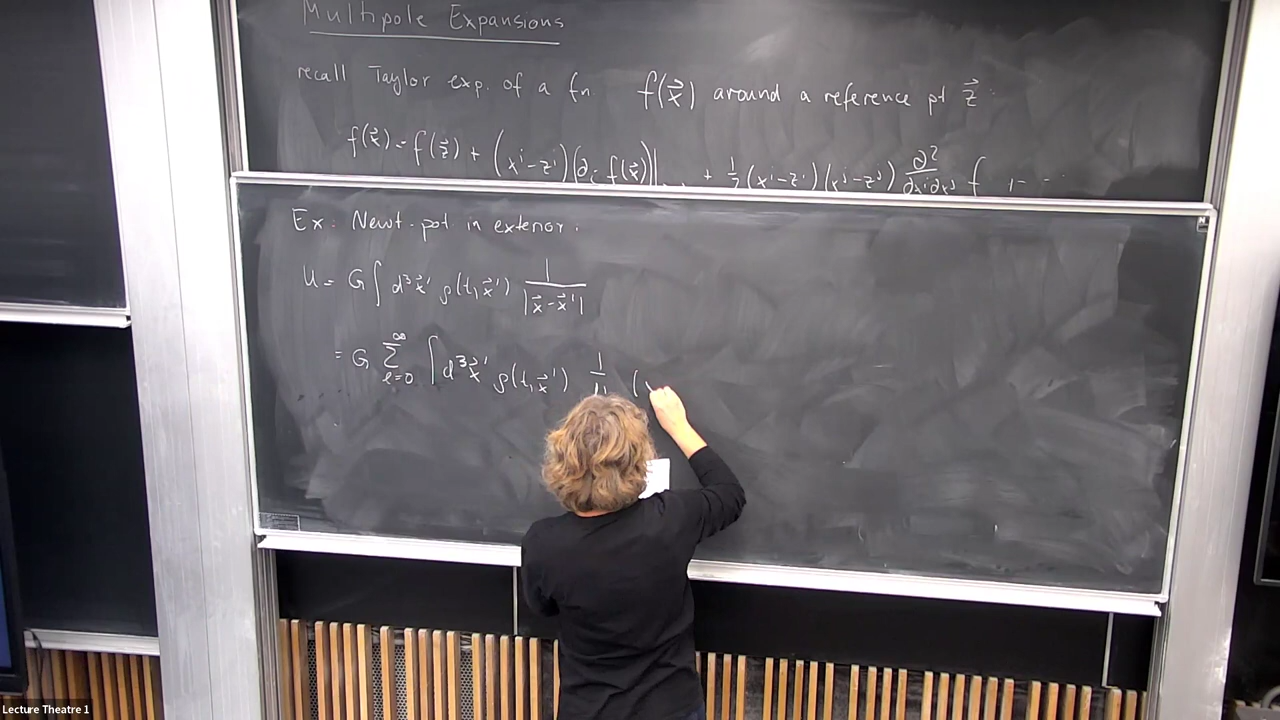 Multipole Expansions
recall Taylor exp. of a fn. f(x⃗) around a reference pt z⃗
f(x⃗) = f(z⃗) + (xⁱ-zⁱ)(∂ᵢ f(x⃗))| + 1/2 (xⁱ-zⁱ)(xʲ-zʲ) ∂²/∂xⁱ∂xʲ f + ...
Ex: Newt. pot in exterior:
U = G ∫ d³x⃗' ρ(t,x⃗') 1/|x⃗-x⃗'|
= G ∑_{ℓ=0}^{∞} ∫ d³x⃗' ρ(t,x⃗') 1/ (
N
Lecture Theatre 1